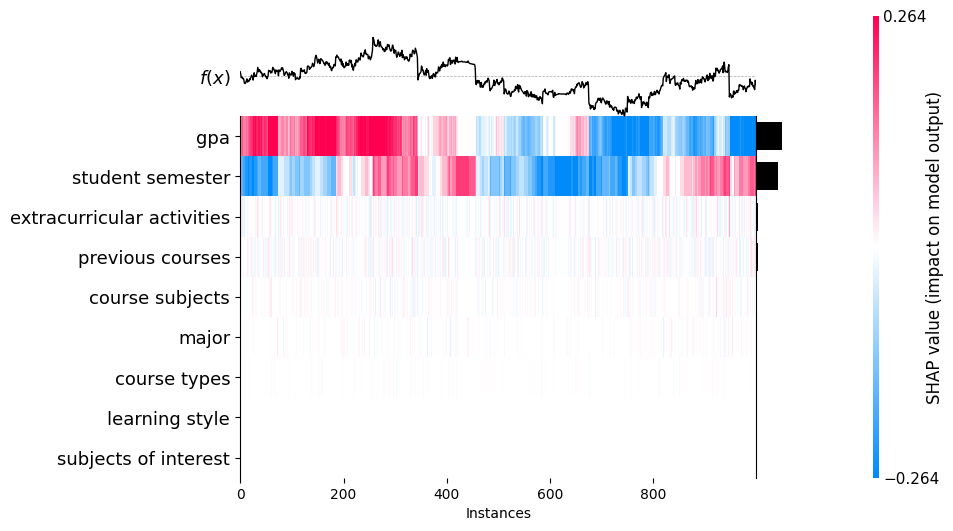 0.264
f(x)
gpa
student semester
extracurricular activities
previous courses
course subjects
major
course types
learning style
subjects of interest
0 200 400 600 800
Instances
SHAP value (impact on model output)
−0.264